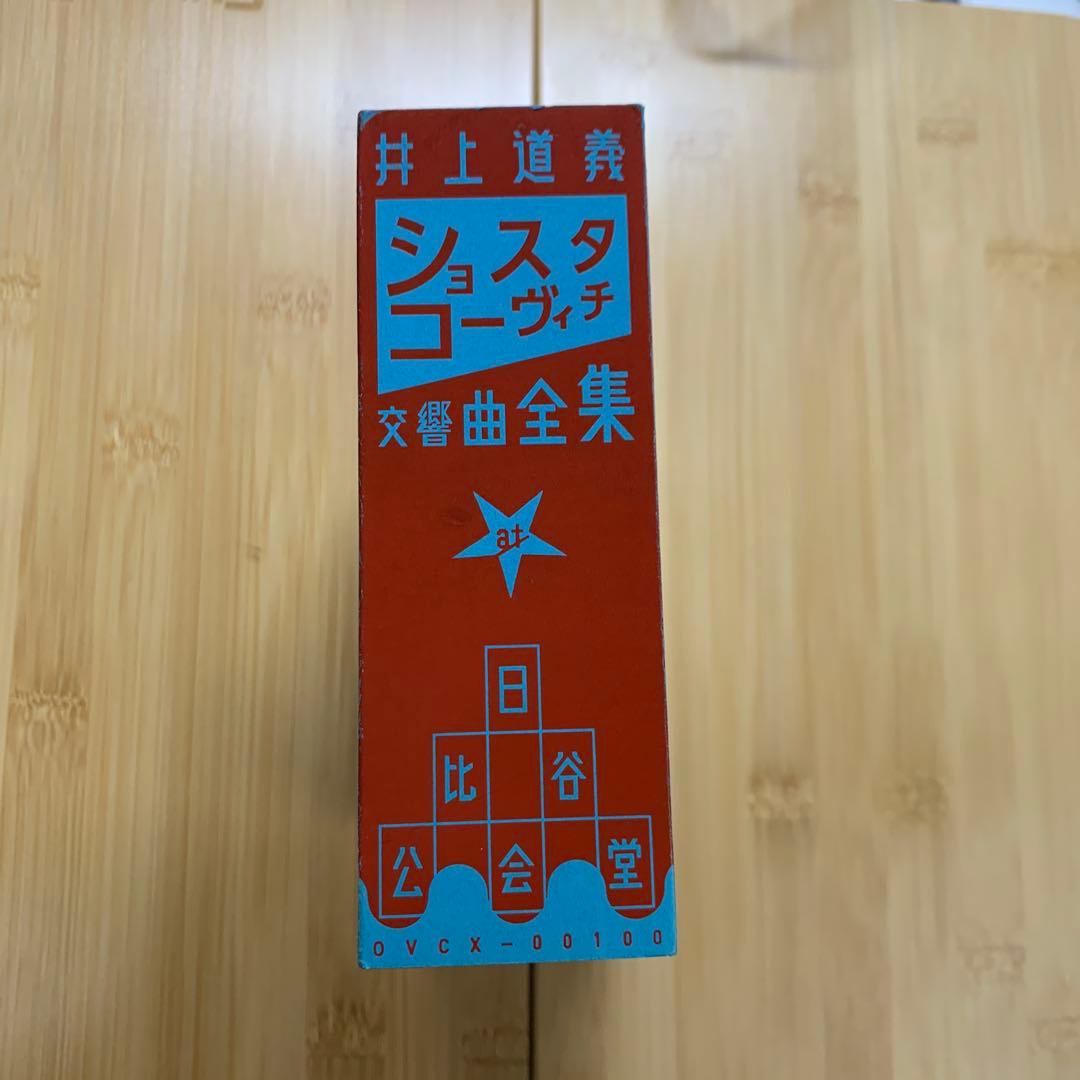 井上道義
ショスタ
コーヴィチ
交響曲全集
at
日
比谷
公会堂
OVCX-00100